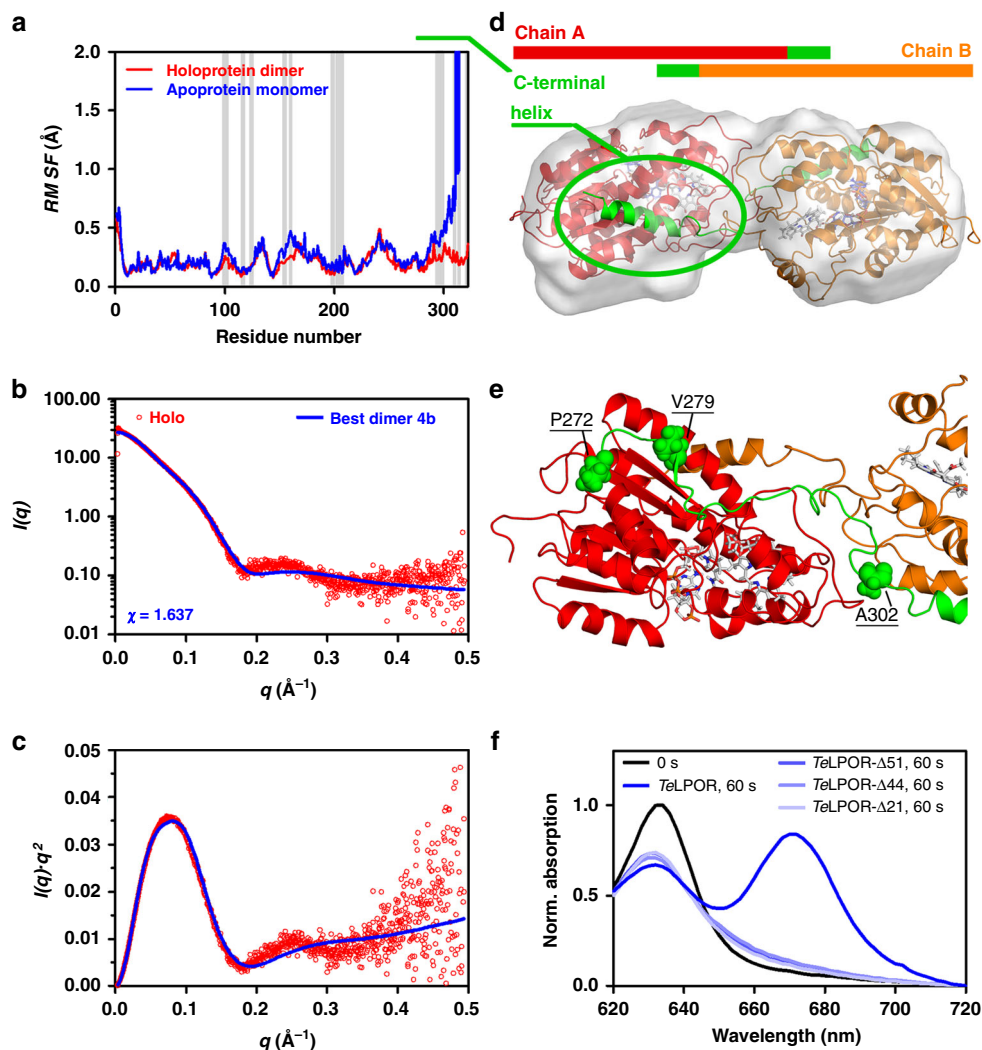 a
2.0
1.5
1.0
0.5
0.0
RMSF (Å)
Holoprotein dimer
Apoprotein monomer
0
100
200
300
Residue number
d
Chain A
Chain B
C-terminal
helix
b
100.00
10.00
1.00
0.10
0.01
I(q)
Holo
Best dimer 4b
χ = 1.637
0.0
0.1
0.2
0.3
0.4
0.5
q (Å⁻¹)
e
P272
V279
A302
c
0.05
0.04
0.03
0.02
0.01
0.00
I(q)·q²
0.0
0.1
0.2
0.3
0.4
0.5
q (Å⁻¹)
f
0 s
TeLPOR, 60 s
TeLPOR-Δ51, 60 s
TeLPOR-Δ44, 60 s
TeLPOR-Δ21, 60 s
1.0
0.5
0.0
Norm. absorption
620
640
660
680
700
720
Wavelength (nm)